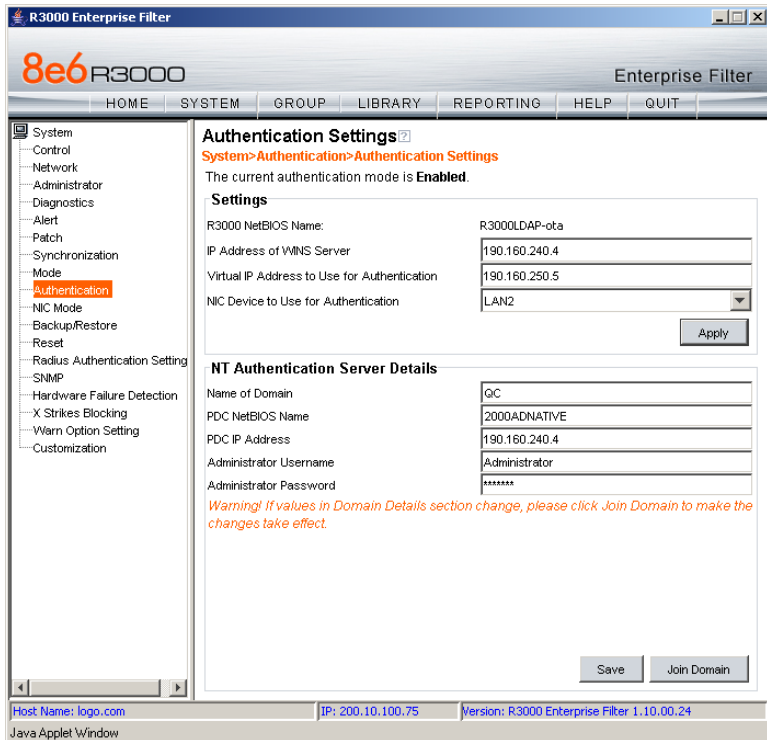 R3000 Enterprise Filter
8e6 R3000
Enterprise Filter
HOME SYSTEM GROUP LIBRARY REPORTING HELP QUIT
System
Control
Network
Administrator
Diagnostics
Alert
Patch
Synchronization
Mode
Authentication
NIC Mode
Backup/Restore
Reset
Radius Authentication Setting
SNMP
Hardware Failure Detection
X Strikes Blocking
Warn Option Setting
Customization
Authentication Settings?
System>Authentication>Authentication Settings
The current authentication mode is Enabled.
Settings
R3000 NetBIOS Name: R3000LDAP-ota
IP Address of WINS Server 190.160.240.4
Virtual IP Address to Use for Authentication 190.160.250.5
NIC Device to Use for Authentication LAN2
Apply
NT Authentication Server Details
Name of Domain QC
PDC NetBIOS Name 2000ADNATIVE
PDC IP Address 190.160.240.4
Administrator Username Administrator
Administrator Password *******
Warning! If values in Domain Details section change, please click Join Domain to make the
changes take effect.
Save Join Domain
Host Name: logo.com IP: 200.10.100.75 Version: R3000 Enterprise Filter 1.10.00.24
Java Applet Window